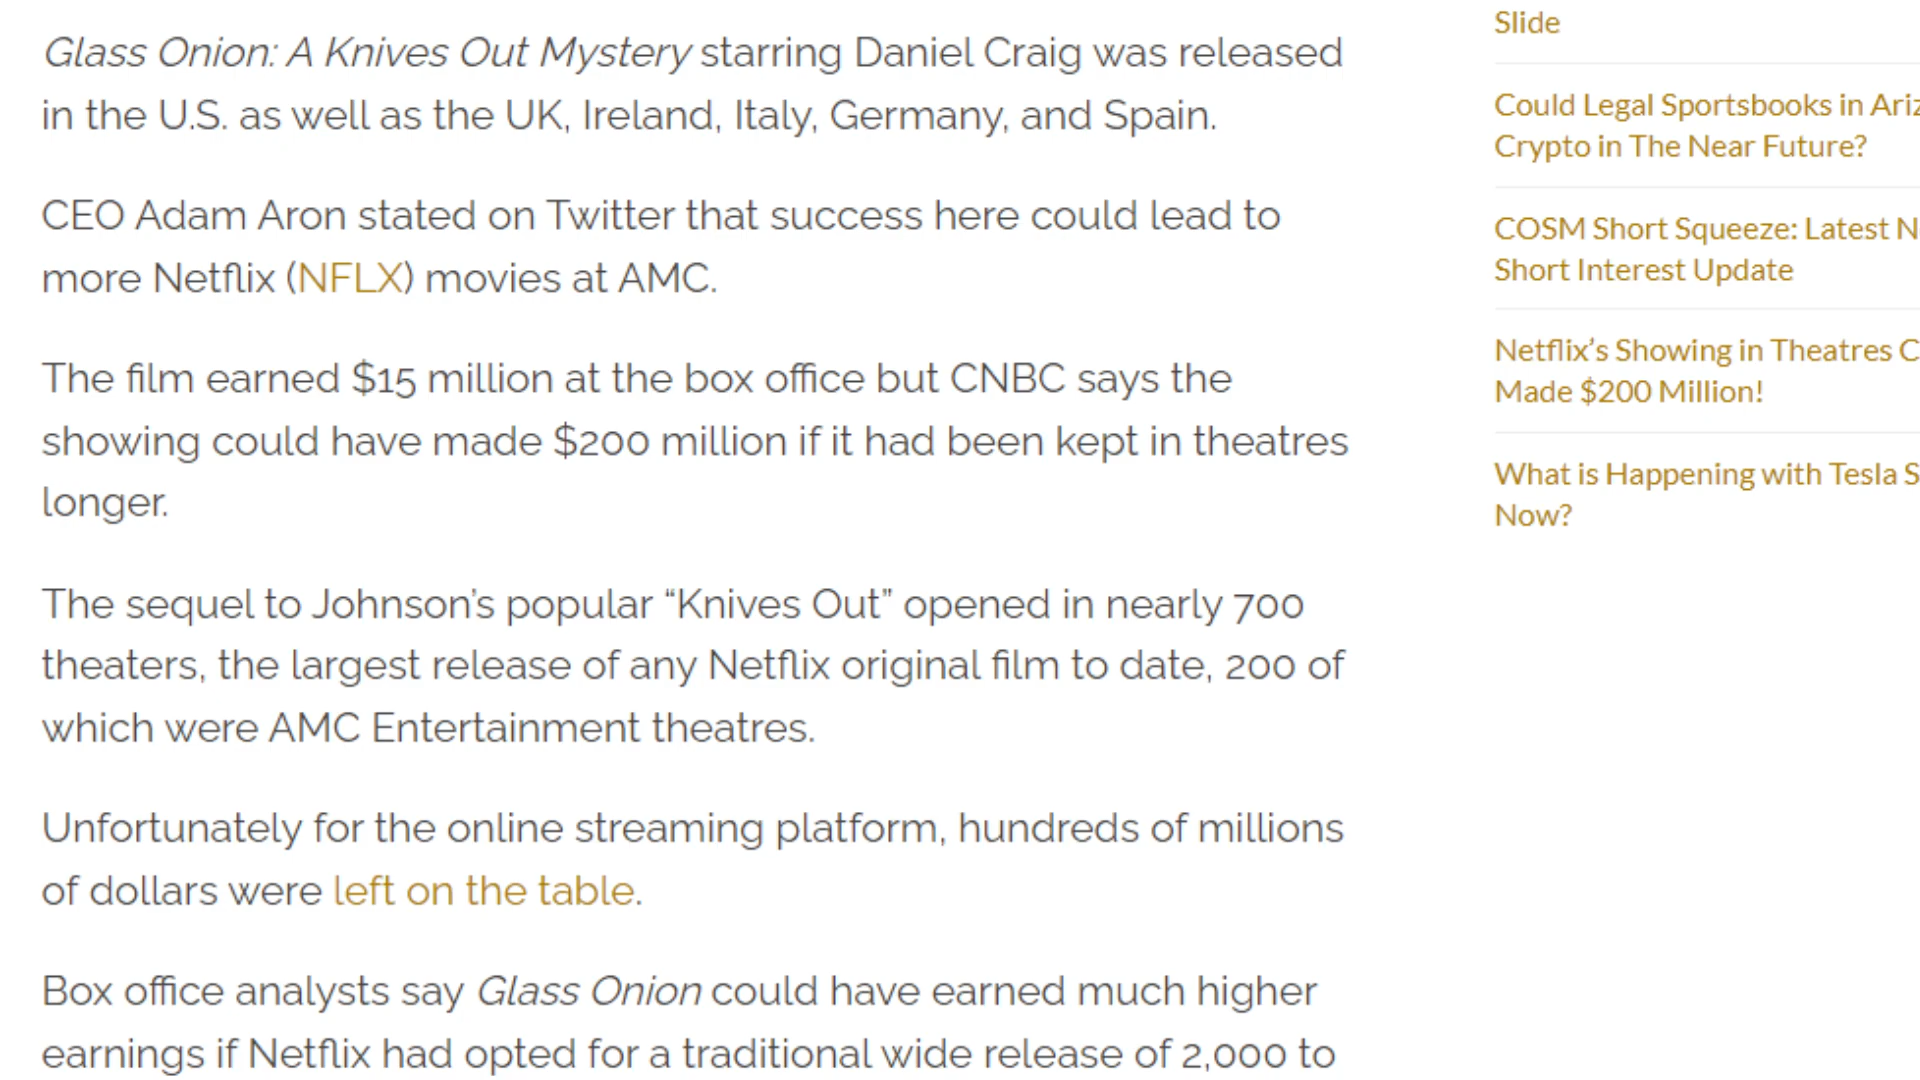 Glass Onion: A Knives Out Mystery starring Daniel Craig was released
in the U.S. as well as the UK, Ireland, Italy, Germany, and Spain.
CEO Adam Aron stated on Twitter that success here could lead to
more Netflix (NFLX) movies at AMC.
The film earned $15 million at the box office but CNBC says the
showing could have made $200 million if it had been kept in theatres
longer.
The sequel to Johnson’s popular “Knives Out” opened in nearly 700
theaters, the largest release of any Netflix original film to date, 200 of
which were AMC Entertainment theatres.
Unfortunately for the online streaming platform, hundreds of millions
of dollars were left on the table.
Box office analysts say Glass Onion could have earned much higher
earnings if Netflix had opted for a traditional wide release of 2,000 to
Slide
Could Legal Sportsbooks in
Crypto in The Near Future?
COSM Short Squeeze: Latest
Short Interest Update
Netflix’s Showing in Theatres
Made $200 Million!
What is Happening with Tesla
Now?